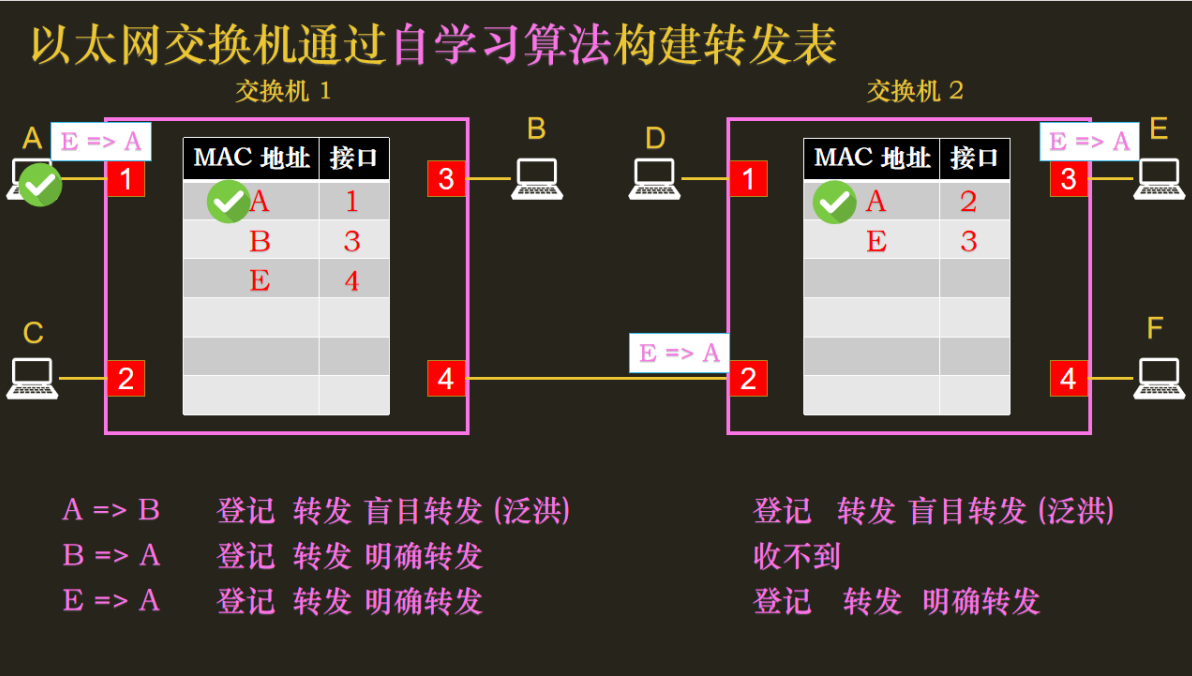 以太网交换机通过自学习算法构建转发表
交换机 1
交换机 2
A
E => A
B
D
E => A
E
MAC 地址 接口
MAC 地址 接口
1
3
1
3
A 1
A 2
B 3
E 3
E 4
C
F
E => A
2
4
2
4
A => B 登记 转发 盲目转发 (泛洪) 登记 转发 盲目转发 (泛洪)
B => A 登记 转发 明确转发 收不到
E => A 登记 转发 明确转发 登记 转发 明确转发